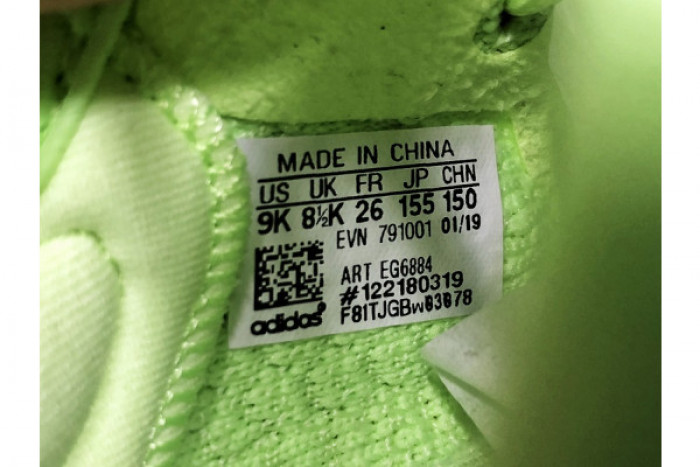 MADE IN CHINA
US UK FR JP CHN
9K 8½K 26 155 150
EVN 791001 01/19
ART EG6884
#122180319
adidas